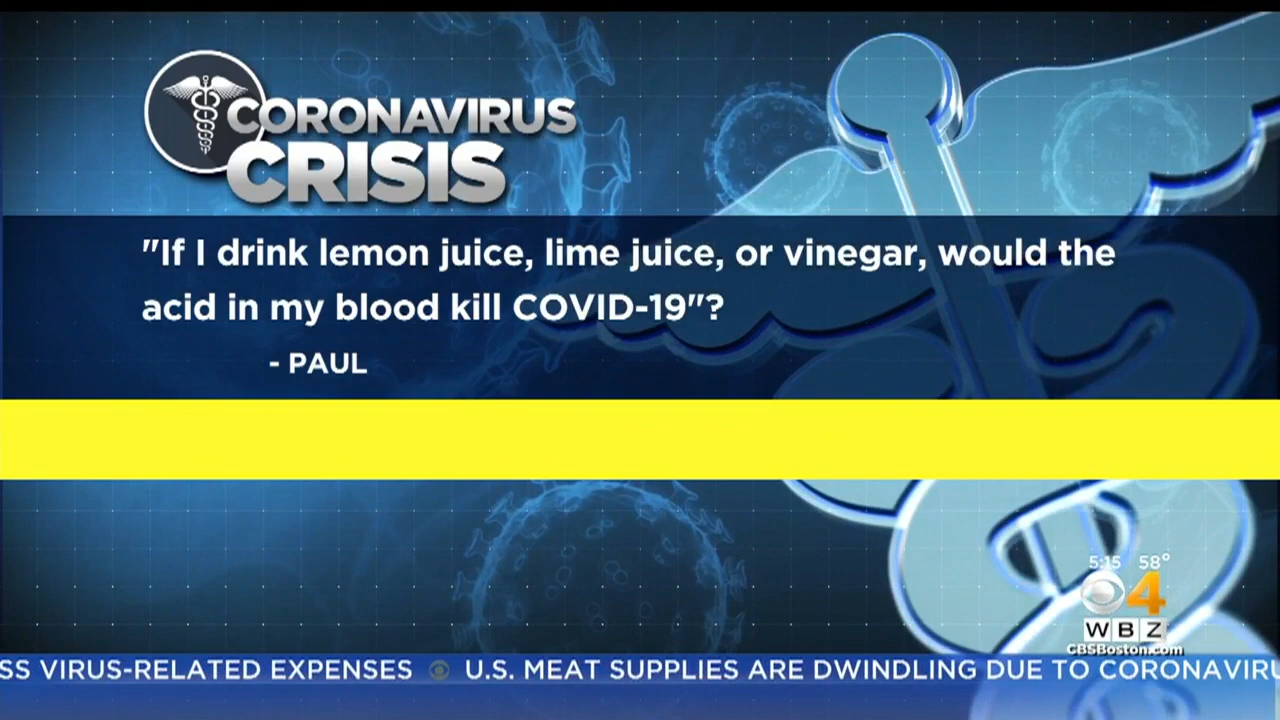 CORONAVIRUS
CRISIS
"If I drink lemon juice, lime juice, or vinegar, would the
acid in my blood kill COVID-19"?
- PAUL
5:15 58°
4
WBZ
CBSBoston.com
SS VIRUS-RELATED EXPENSES U.S. MEAT SUPPLIES ARE DWINDLING DUE TO CORONAVIRU